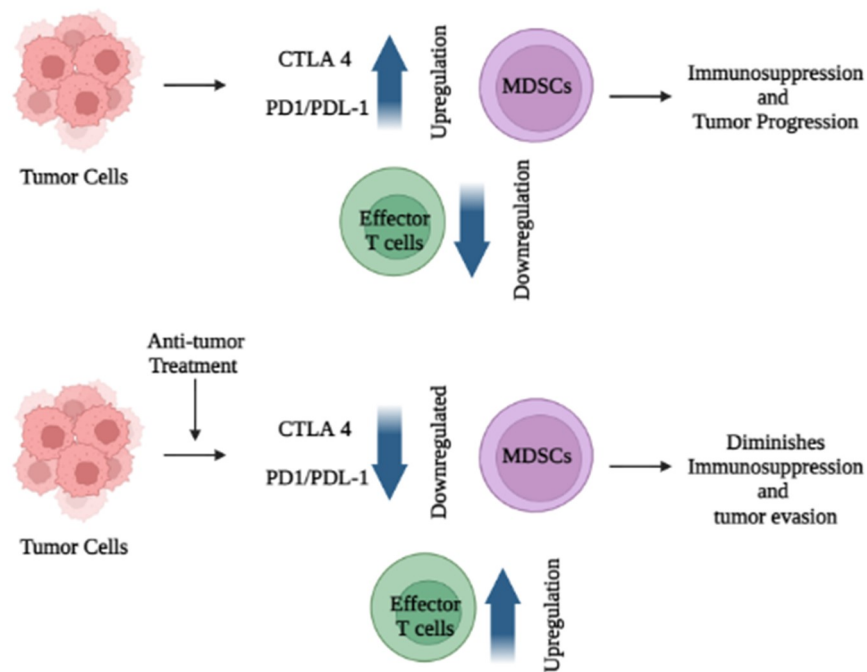 CTLA 4
PD1/PDL-1
Upregulation
MDSCs
Immunosuppression
and
Tumor Progression
Tumor Cells
Effector
T cells
Downregulation
Anti-tumor
Treatment
CTLA 4
PD1/PDL-1
Downregulated
MDSCs
Diminishes
Immunosuppression
and
tumor evasion
Tumor Cells
Effector
T cells
Upregulation